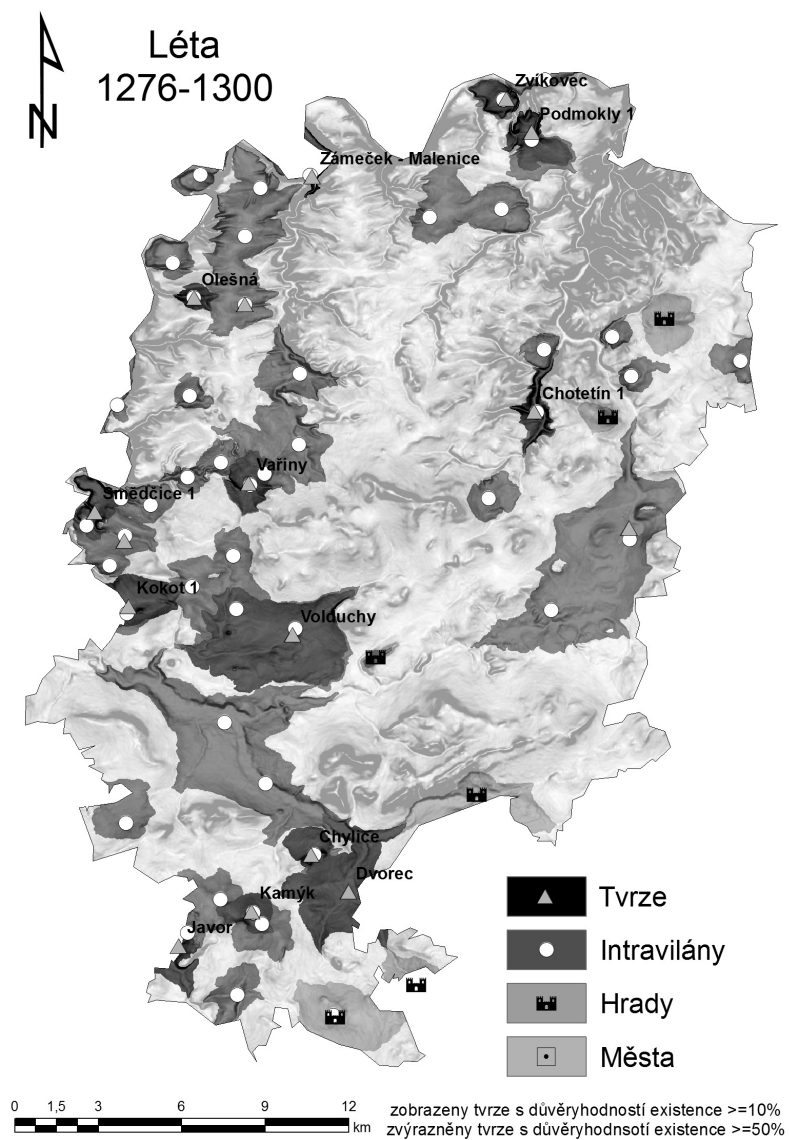 Léta
1276-1300
N
Zvíkovec
Podmokly 1
Zámeček - Malenice
Olešná
Chotetín 1
Vařiny
Smědčice 1
Kokot 1
Volduchy
Chylice
Dvorec
Kamýk
Javor
Tvrze
Intravilány
Hrady
Města
0 1,5 3 6 9 12
km
zobrazeny tvrze s důvěryhodností existence >=10%
zvýrazněny tvrze s důvěryhodnsotí existence >=50%